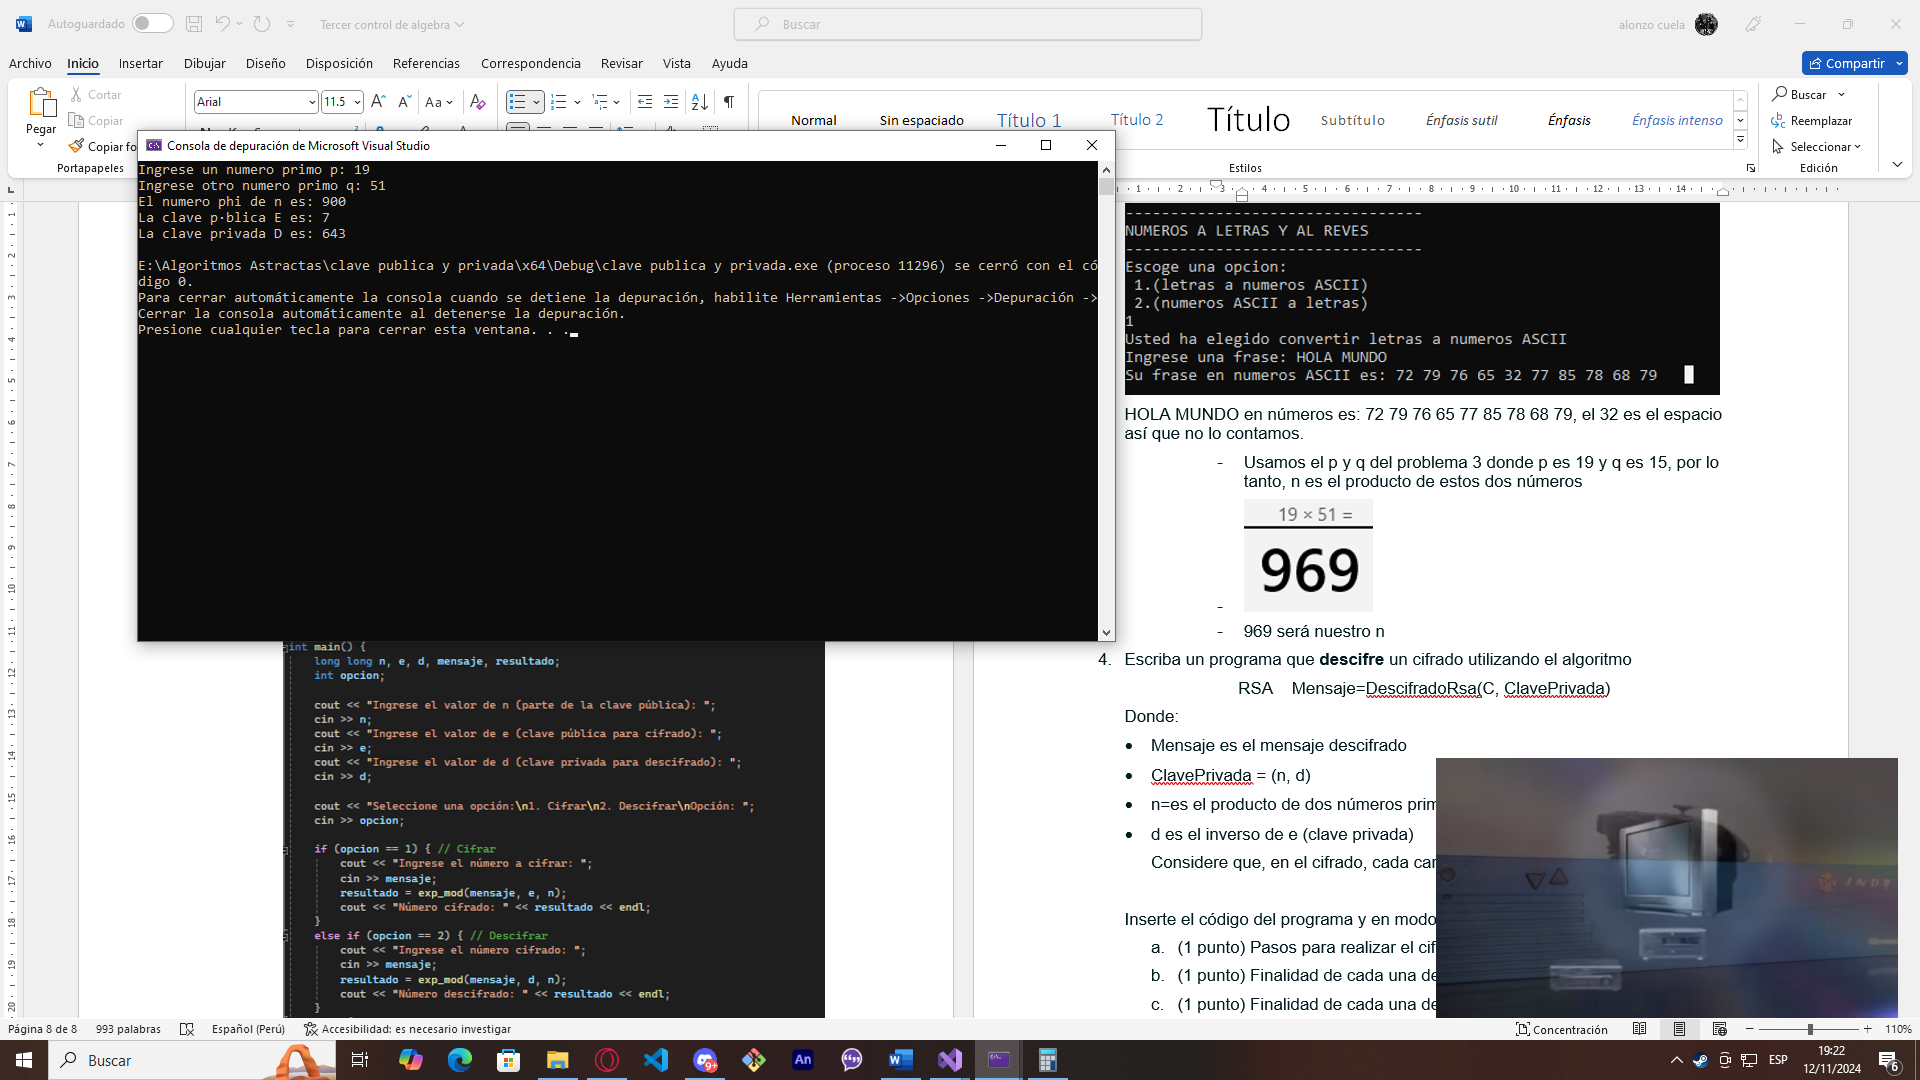 Autoguardado
Tercer control de algebra
Buscar
alonzo cuela
Archivo
Inicio
Insertar
Dibujar
Diseño
Disposición
Referencias
Correspondencia
Revisar
Vista
Ayuda
Compartir
Pegar
Cortar
Copiar
Copiar fo
Portapapeles
Arial
11.5
Normal
Sin espaciado
Título 1
Título 2
Título
Subtítulo
Énfasis sutil
Énfasis
Énfasis intenso
Estilos
Buscar
Reemplazar
Seleccionar
Edición
Consola de depuración de Microsoft Visual Studio
Ingrese un numero primo p: 19
Ingrese otro numero primo q: 51
El numero phi de n es: 900
La clave p·blica E es: 7
La clave privada D es: 643
E:\Algoritmos Astractas\clave publica y privada\x64\Debug\clave publica y privada.exe (proceso 11296) se cerró con el có
digo 0.
Para cerrar automáticamente la consola cuando se detiene la depuración, habilite Herramientas ->Opciones ->Depuración ->
Cerrar la consola automáticamente al detenerse la depuración.
Presione cualquier tecla para cerrar esta ventana. . .
int main() {
long long n, e, d, mensaje, resultado;
int opcion;
cout << "Ingrese el valor de n (parte de la clave pública): ";
cin >> n;
cout << "Ingrese el valor de e (clave pública para cifrado): ";
cin >> e;
cout << "Ingrese el valor de d (clave privada para descifrado): ";
cin >> d;
cout << "Seleccione una opción:\n1. Cifrar\n2. Descifrar\nOpción: ";
cin >> opcion;
if (opcion == 1) { // Cifrar
cout << "Ingrese el número a cifrar: ";
cin >> mensaje;
resultado = exp_mod(mensaje, e, n);
cout << "Número cifrado: " << resultado << endl;
}
else if (opcion == 2) { // Descifrar
cout << "Ingrese el número cifrado: ";
cin >> mensaje;
resultado = exp_mod(mensaje, d, n);
cout << "Número descifrado: " << resultado << endl;
}
---------------------------------
NUMEROS A LETRAS Y AL REVES
---------------------------------
Escoge una opcion:
1.(letras a numeros ASCII)
2.(numeros ASCII a letras)
1
Usted ha elegido convertir letras a numeros ASCII
Ingrese una frase: HOLA MUNDO
Su frase en numeros ASCII es: 72 79 76 65 32 77 85 78 68 79
HOLA MUNDO en números es: 72 79 76 65 77 85 78 68 79, el 32 es el espacio
así que no lo contamos.
- Usamos el p y q del problema 3 donde p es 19 y q es 15, por lo
tanto, n es el producto de estos dos números
19 × 51 =
969
-
- 969 será nuestro n
4. Escriba un programa que descifre un cifrado utilizando el algoritmo
RSA Mensaje=DescifradoRsa(C, ClavePrivada)
Donde:
• Mensaje es el mensaje descifrado
• ClavePrivada = (n, d)
• n=es el producto de dos números prim
• d es el inverso de e (clave privada)
Considere que, en el cifrado, cada car
Inserte el código del programa y en modo
a. (1 punto) Pasos para realizar el cif
b. (1 punto) Finalidad de cada una de
c. (1 punto) Finalidad de cada una de
Página 8 de 8
993 palabras
Español (Perú)
Accesibilidad: es necesario investigar
Concentración
110%
Buscar
ESP
19:22
12/11/2024